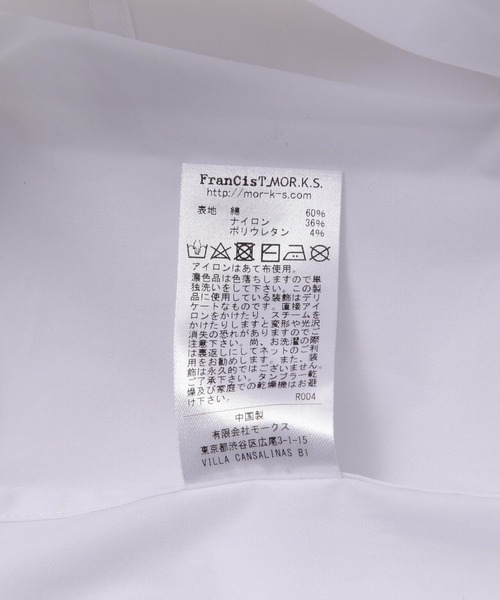 FranCisT_MOR.K.S.
http://mor-k-s.com
表地 綿 60%
ナイロン 36%
ポリウレタン 4%
アイロンはあて布使用。
濃色品は色落ちしますので単
独洗いをして下さい。この製
品に使用している装飾はデリ
ケートなものです。直接アイ
ロンをかけたり、スチームを
かけたりしますと変形や光沢
消失の恐れがありますのでご
注意下さい。尚、お洗濯の際
は裏返しにしてネットのご利
用をお勧めします。また、装
飾は永久的ではございません。
ご了承下さい。タンブラー乾
燥及び家庭での乾燥機はお避
け下さい。 R004
中国製
有限会社モークス
東京都渋谷区広尾3-1-15
VILLA CANSALINAS B1